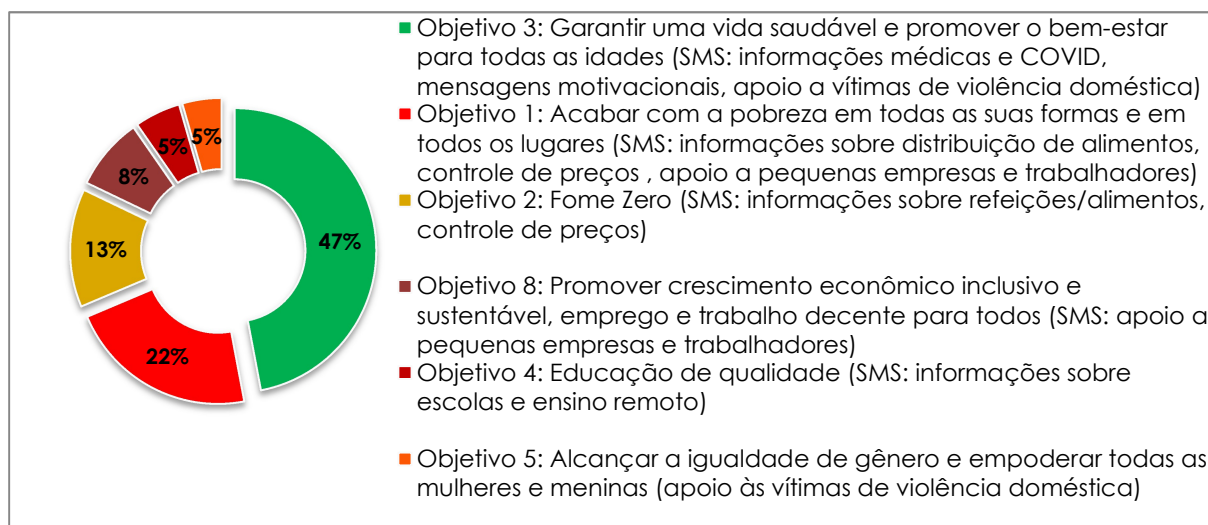 Objetivo 3: Garantir uma vida saudável e promover o bem-estar
para todas as idades (SMS: informações médicas e COVID,
mensagens motivacionais, apoio a vítimas de violência doméstica)
Objetivo 1: Acabar com a pobreza em todas as suas formas e em
todos os lugares (SMS: informações sobre distribuição de alimentos,
controle de preços , apoio a pequenas empresas e trabalhadores)
Objetivo 2: Fome Zero (SMS: informações sobre refeições/alimentos,
controle de preços)
Objetivo 8: Promover crescimento econômico inclusivo e
sustentável, emprego e trabalho decente para todos (SMS: apoio a
pequenas empresas e trabalhadores)
Objetivo 4: Educação de qualidade (SMS: informações sobre
escolas e ensino remoto)
Objetivo 5: Alcançar a igualdade de gênero e empoderar todas as
mulheres e meninas (apoio às vítimas de violência doméstica)
47%
22%
13%
8%
5%
5%